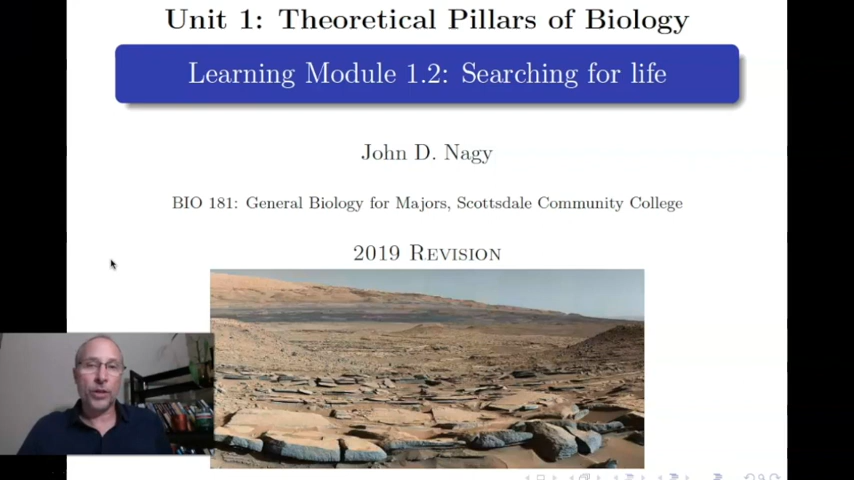 Unit 1: Theoretical Pillars of Biology
Learning Module 1.2: Searching for life
John D. Nagy
BIO 181: General Biology for Majors, Scottsdale Community College
2019 REVISION